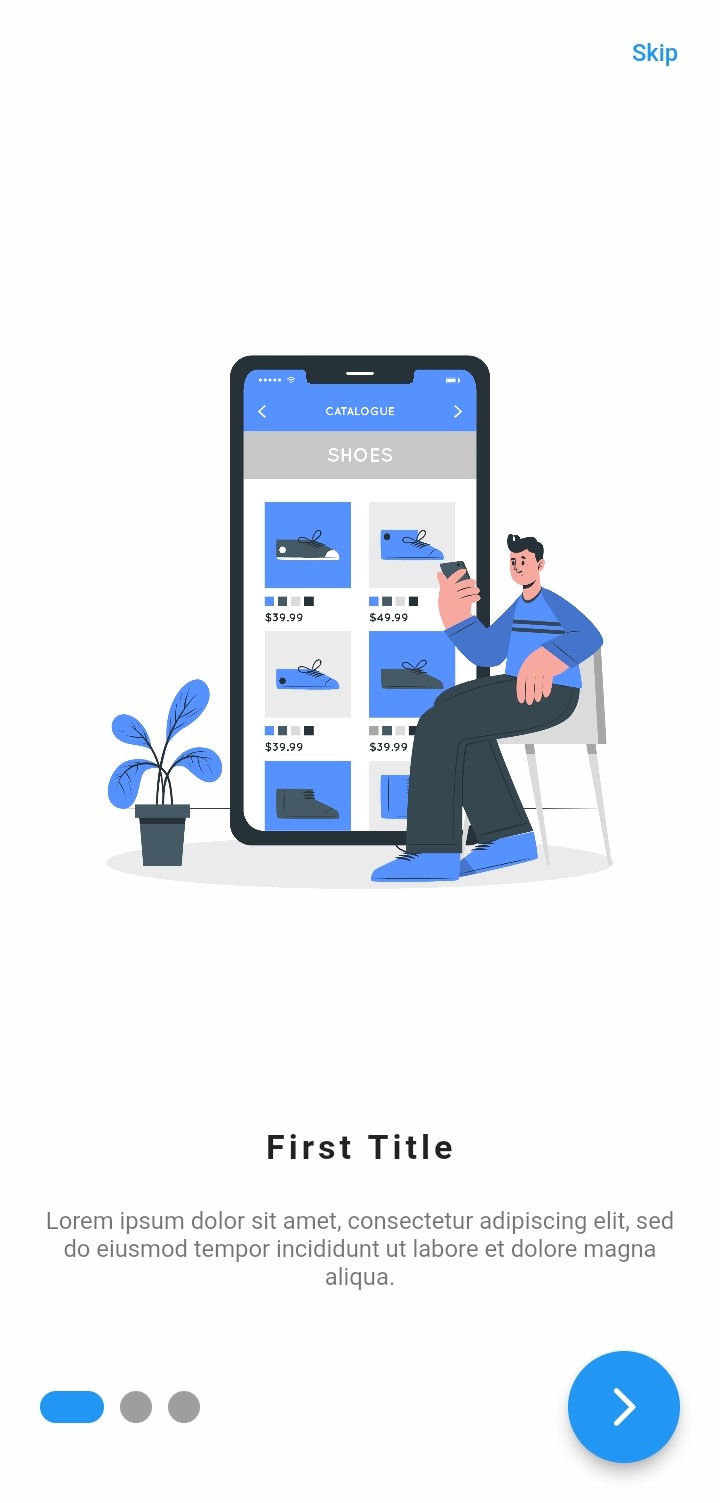 Skip
CATALOGUE
SHOES
$39.99
$49.99
$39.99
$39.99
First Title
Lorem ipsum dolor sit amet, consectetur adipiscing elit, sed
do eiusmod tempor incididunt ut labore et dolore magna
aliqua.